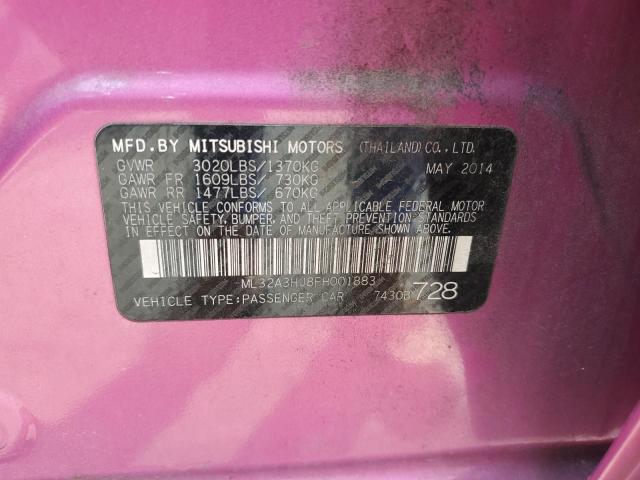 MFD.BY MITSUBISHI MOTORS (THAILAND)CO.,LTD.
GVWR 3020LBS/1370KG MAY 2014
GAWR FR 1609LBS/ 730KG
GAWR RR 1477LBS/ 670KG
THIS VEHICLE CONFORMS TO ALL APPLICABLE FEDERAL MOTOR
VEHICLE SAFETY, BUMPER, AND THEFT PREVENTION STANDARDS
IN EFFECT ON THE DATE OF MANUFACTURE SHOWN ABOVE.
ML32A3HJ8FH001883
VEHICLE TYPE:PASSENGER CAR 7430B 728